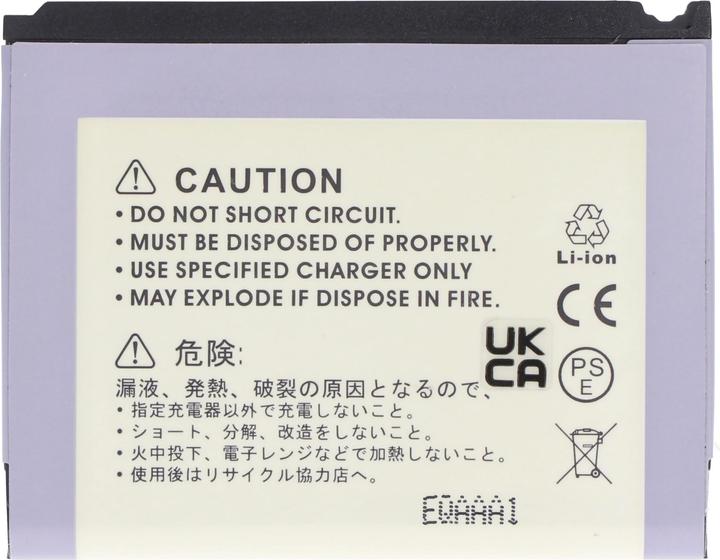 CAUTION
• DO NOT SHORT CIRCUIT.
• MUST BE DISPOSED OF PROPERLY.
• USE SPECIFIED CHARGER ONLY
• MAY EXPLODE IF DISPOSE IN FIRE.
Li-ion
CE
UK
CA
PS
E
危険:
漏液、発熱、破裂の原因となるので、
• 指定充電器以外で充電しないこと。
• ショート、分解、改造をしないこと。
• 火中投下、電子レンジなどで加熱しないこと。
• 使用後はリサイクル協力店へ。
EQAAA1